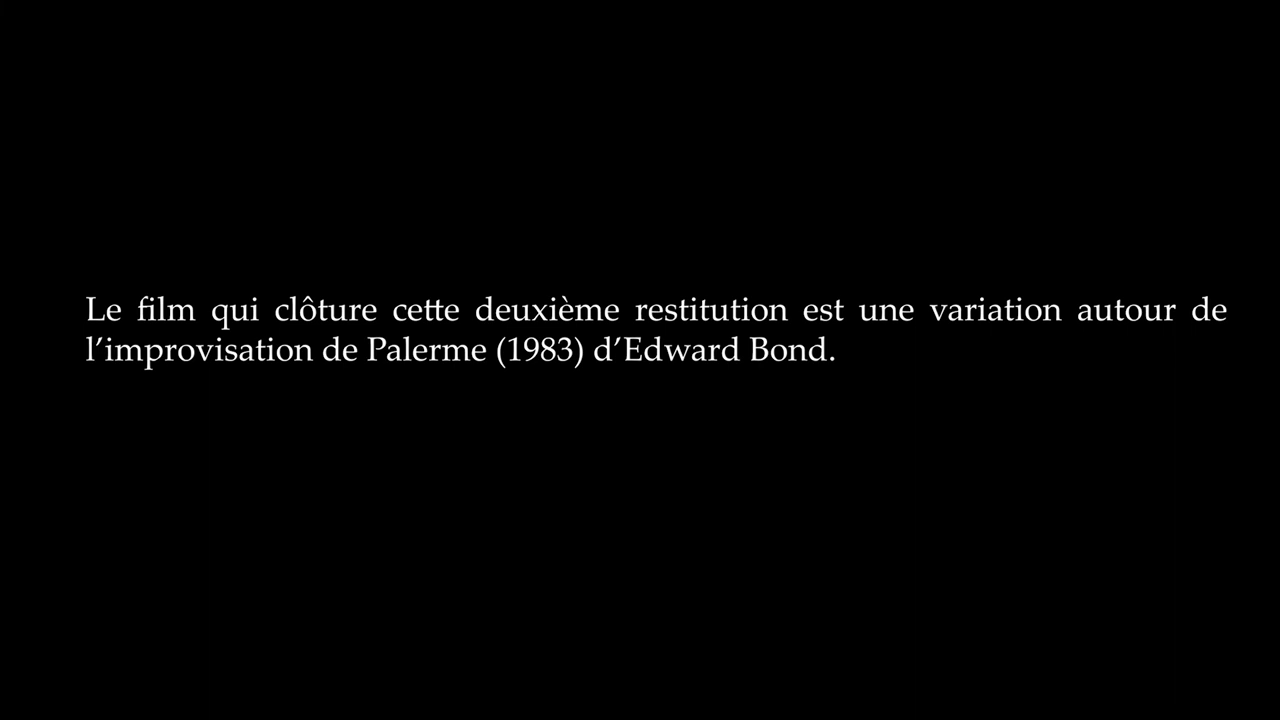 Le film qui clôture cette deuxième restitution est une variation autour de
l’improvisation de Palerme (1983) d’Edward Bond.